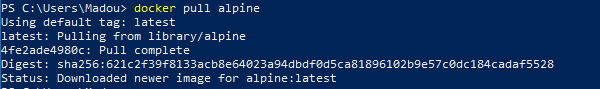 PS C:\Users\Madou> docker pull alpine
Using default tag: latest
latest: Pulling from library/alpine
4fe2ade4980c: Pull complete
Digest: sha256:621c2f39f8133acb8e64023a94dbdf0d5ca81896102b9e57c0dc184cadaf5528
Status: Downloaded newer image for alpine:latest